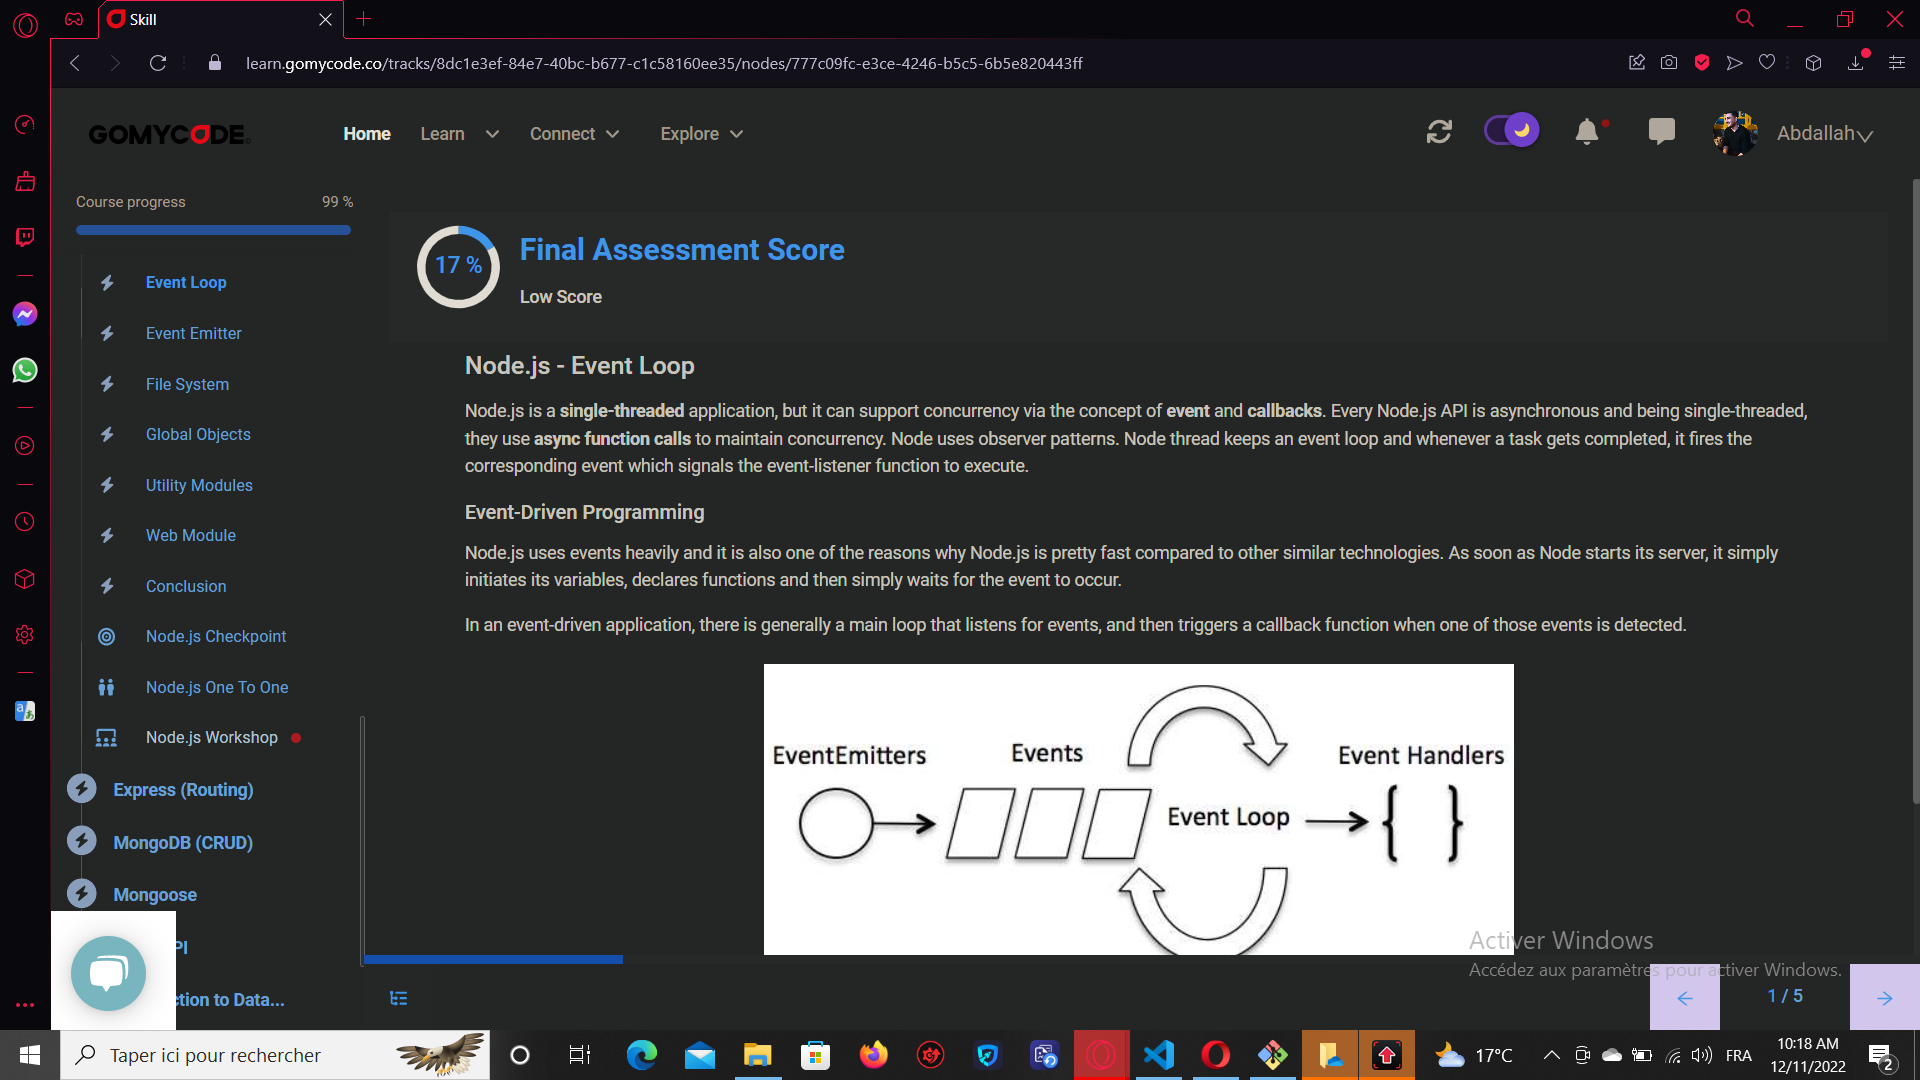 Skill
learn.gomycode.co/tracks/8dc1e3ef-84e7-40bc-b677-c1c58160ee35/nodes/777c09fc-e3ce-4246-b5c5-6b5e820443ff
GOMYCODE
Home
Learn
Connect
Explore
Abdallah
Course progress
99 %
Event Loop
Event Emitter
File System
Global Objects
Utility Modules
Web Module
Conclusion
Node.js Checkpoint
Node.js One To One
Node.js Workshop
Express (Routing)
MongoDB (CRUD)
Mongoose
PI
ction to Data...
17 %
Final Assessment Score
Low Score
Node.js - Event Loop
Node.js is a single-threaded application, but it can support concurrency via the concept of event and callbacks. Every Node.js API is asynchronous and being single-threaded,
they use async function calls to maintain concurrency. Node uses observer patterns. Node thread keeps an event loop and whenever a task gets completed, it fires the
corresponding event which signals the event-listener function to execute.
Event-Driven Programming
Node.js uses events heavily and it is also one of the reasons why Node.js is pretty fast compared to other similar technologies. As soon as Node starts its server, it simply
initiates its variables, declares functions and then simply waits for the event to occur.
In an event-driven application, there is generally a main loop that listens for events, and then triggers a callback function when one of those events is detected.
EventEmitters
Events
Event Handlers
Event Loop
{ }
Activer Windows
Accédez aux paramètres pour activer Windows.
1 / 5
Taper ici pour rechercher
17°C
FRA
10:18 AM
12/11/2022
2